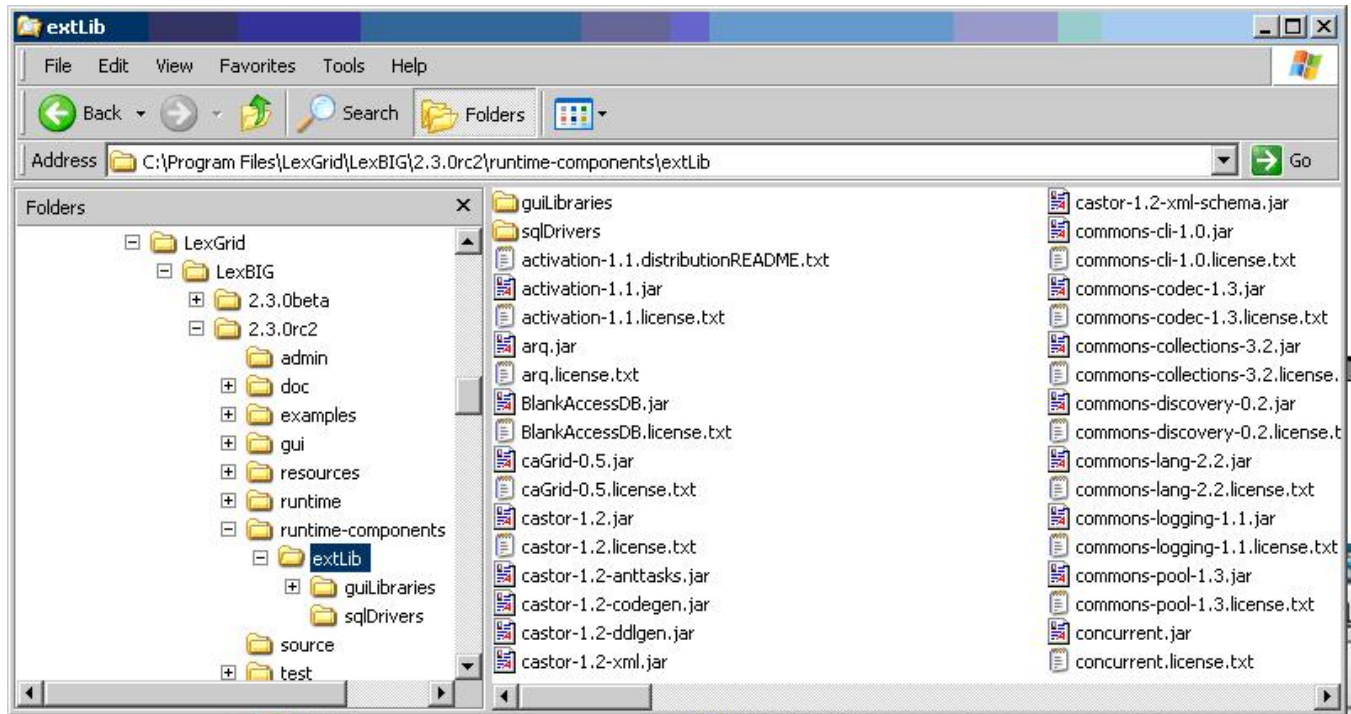 extLib
File Edit View Favorites Tools Help
Back Search Folders
Address C:\Program Files\LexGrid\LexBIG\2.3.0rc2\runtime-components\extLib Go
Folders
LexGrid
LexBIG
2.3.0beta
2.3.0rc2
admin
doc
examples
gui
resources
runtime
runtime-components
extLib
guiLibraries
sqlDrivers
source
test
guiLibraries
sqlDrivers
activation-1.1.distributionREADME.txt
activation-1.1.jar
activation-1.1.license.txt
arq.jar
arq.license.txt
BlankAccessDB.jar
BlankAccessDB.license.txt
caGrid-0.5.jar
caGrid-0.5.license.txt
castor-1.2.jar
castor-1.2.license.txt
castor-1.2-anttasks.jar
castor-1.2-codegen.jar
castor-1.2-ddlgen.jar
castor-1.2-xml.jar
castor-1.2-xml-schema.jar
commons-cli-1.0.jar
commons-cli-1.0.license.txt
commons-codec-1.3.jar
commons-codec-1.3.license.txt
commons-collections-3.2.jar
commons-collections-3.2.license.
commons-discovery-0.2.jar
commons-discovery-0.2.license.t
commons-lang-2.2.jar
commons-lang-2.2.license.txt
commons-logging-1.1.jar
commons-logging-1.1.license.txt
commons-pool-1.3.jar
commons-pool-1.3.license.txt
concurrent.jar
concurrent.license.txt